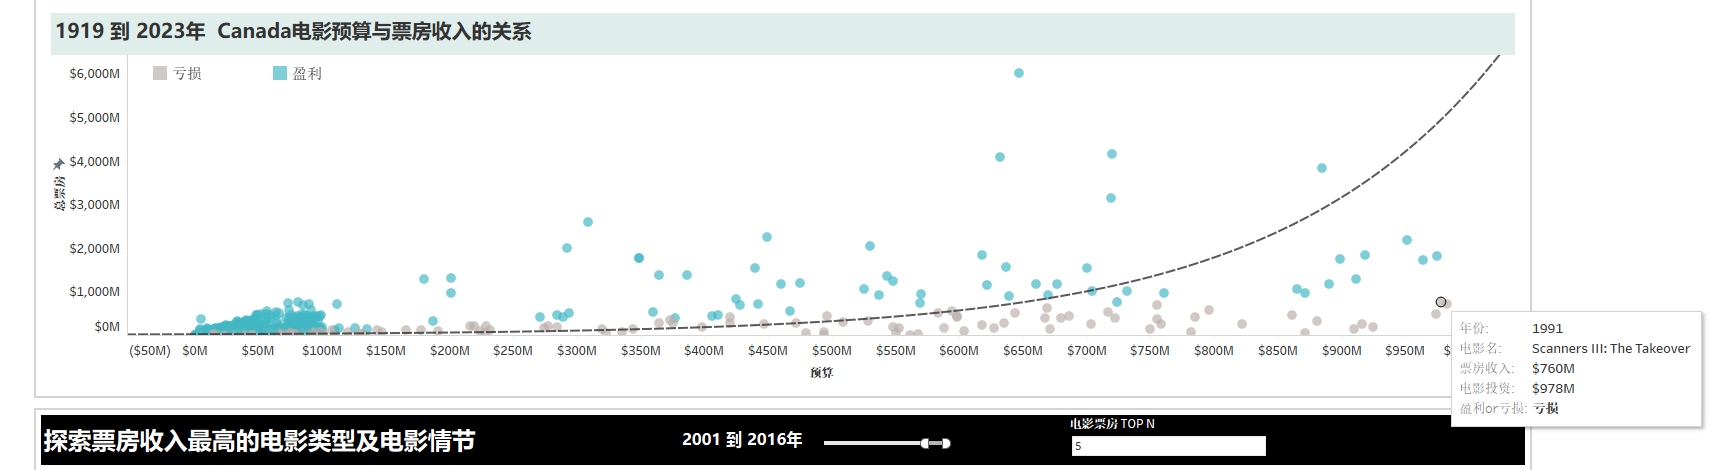 1919 到 2023年 Canada电影预算与票房收入的关系
亏损 盈利
$6,000M
$5,000M
$4,000M
$3,000M
$2,000M
$1,000M
$0M
总票房
($50M) $0M $50M $100M $150M $200M $250M $300M $350M $400M $450M $500M $550M $600M $650M $700M $750M $800M $850M $900M $950M $
预算
年份: 1991
电影名: Scanners III: The Takeover
票房收入: $760M
电影投资: $978M
盈利or亏损: 亏损
探索票房收入最高的电影类型及电影情节
2001 到 2016年
电影票房 TOP N
5